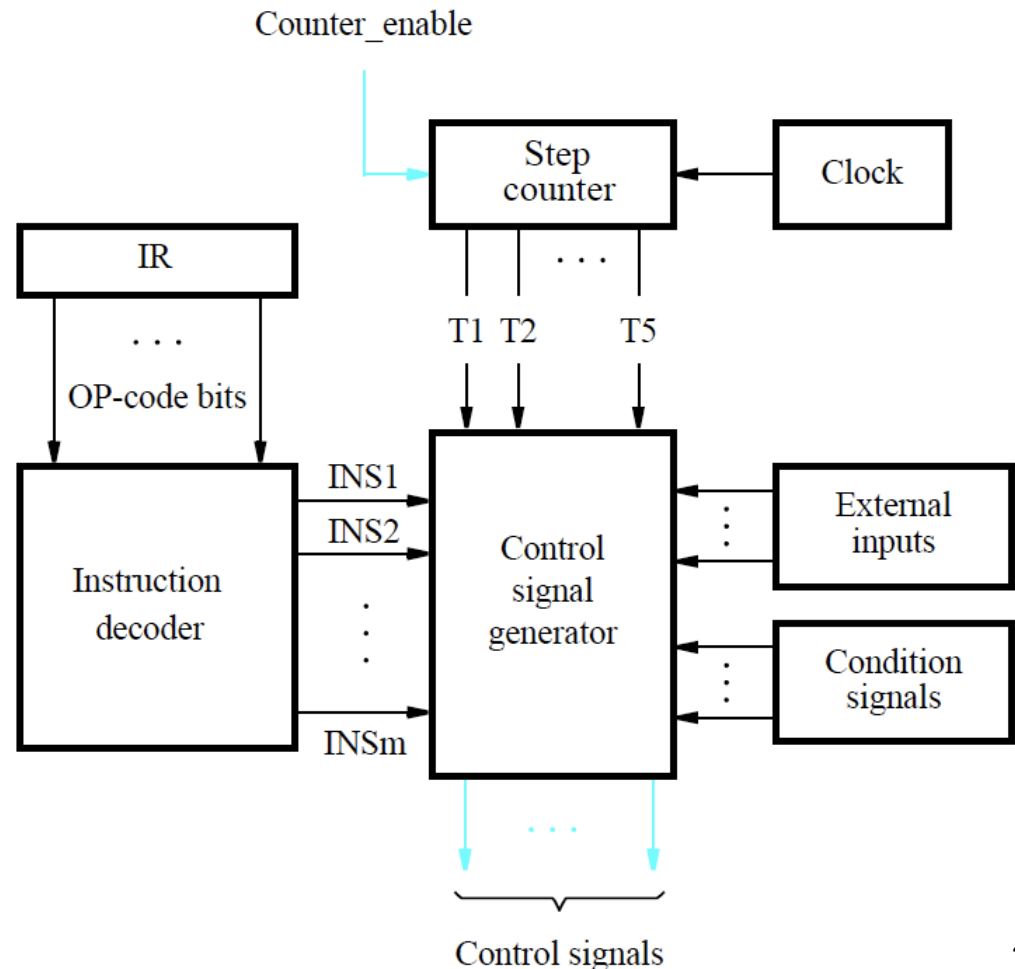 Counter_enable
Step
counter
Clock
IR
. . .
. . .
T1 T2 T5
OP-code bits
INS1
INS2
INSm
Instruction
decoder
Control
signal
generator
External
inputs
Condition
signals
. . .
Control signals